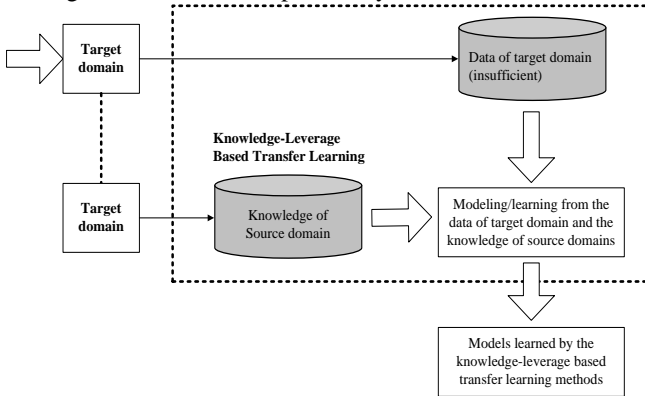 Target
domain
Data of target domain
(insufficient)
Knowledge-Leverage
Based Transfer Learning
Target
domain
Knowledge of
Source domain
Modeling/learning from the
data of target domain and the
knowledge of source domains
Models learned by the
knowledge-leverage based
transfer learning methods